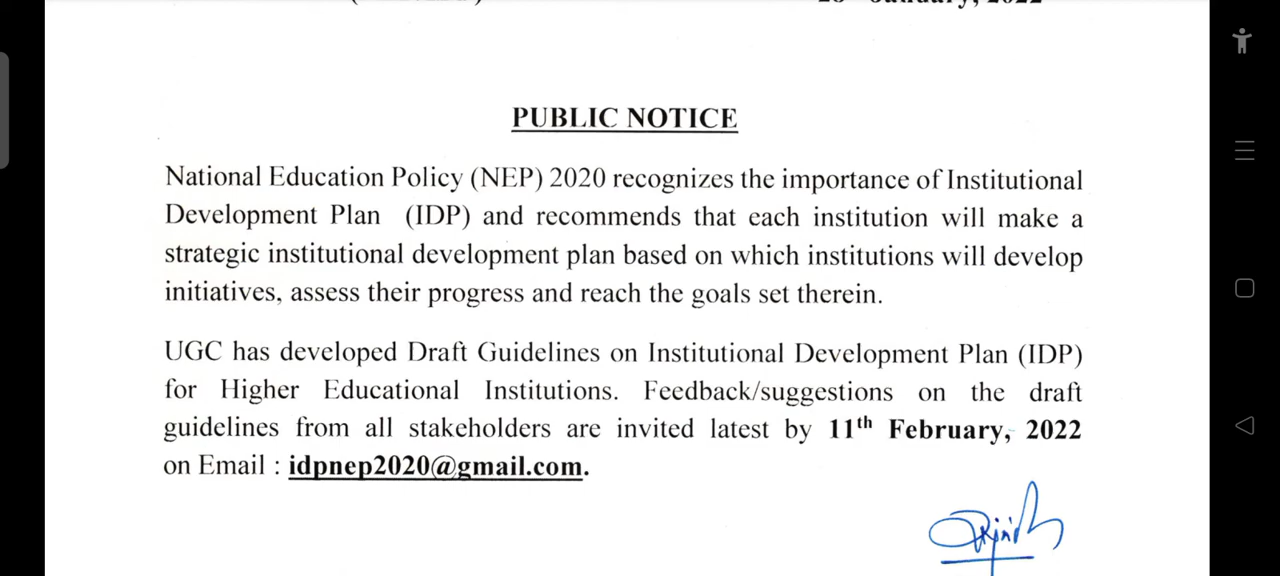 January, 2022
PUBLIC NOTICE
National Education Policy (NEP) 2020 recognizes the importance of Institutional
Development Plan (IDP) and recommends that each institution will make a
strategic institutional development plan based on which institutions will develop
initiatives, assess their progress and reach the goals set therein.
UGC has developed Draft Guidelines on Institutional Development Plan (IDP)
for Higher Educational Institutions. Feedback/suggestions on the draft
guidelines from all stakeholders are invited latest by 11th February, 2022
on Email : idpnep2020@gmail.com.